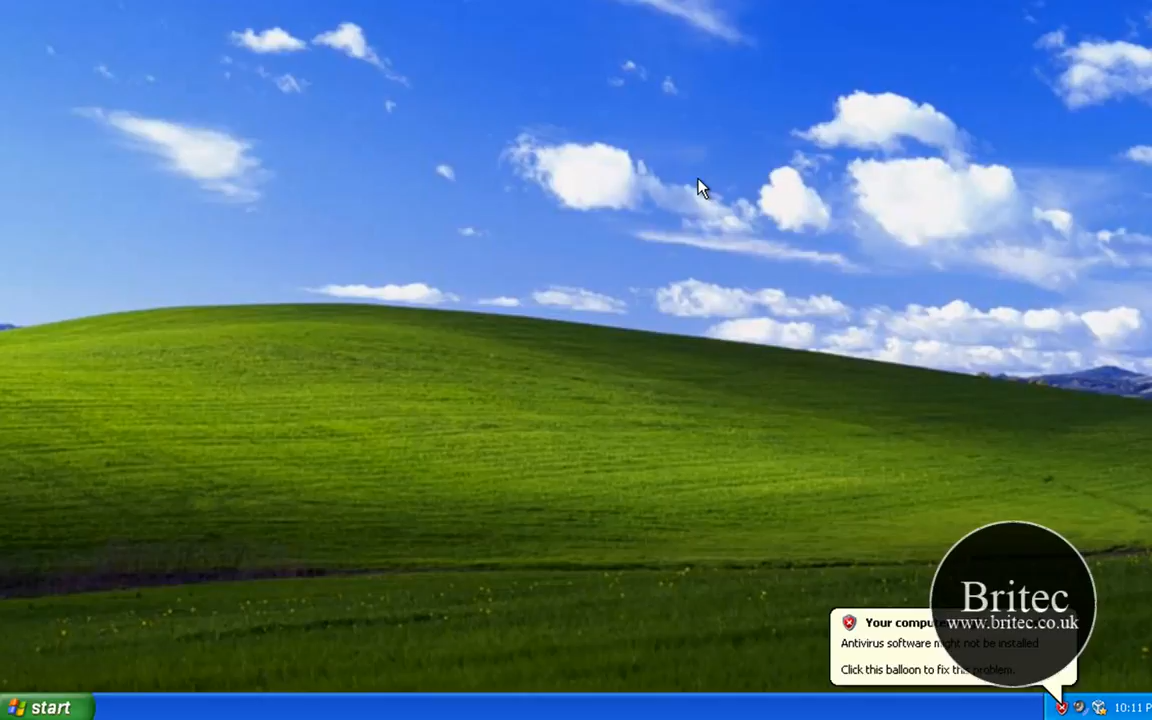 Britec
www.britec.co.uk
Your compute
Antivirus software might not be installed
Click this balloon to fix this problem.
start
10:11 P